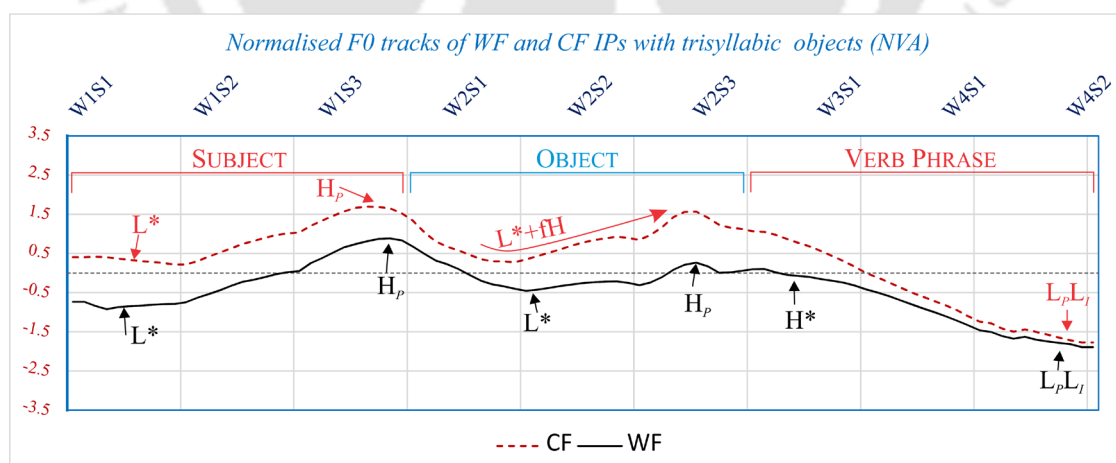 Normalised F0 tracks of WF and CF IPs with trisyllabic objects (NVA)
W1S1 W1S2 W1S3 W2S1 W2S2 W2S3 W3S1 W4S1 W4S2
3.5
2.5
1.5
0.5
-0.5
-1.5
-2.5
-3.5
SUBJECT OBJECT VERB PHRASE
L* HP L*+fH LPLI
L* HP L* HP H* LPLI
CF WF